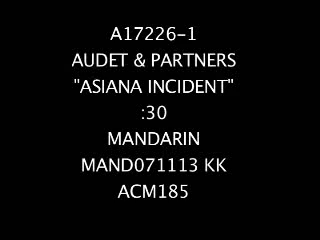 A17226-1
AUDET & PARTNERS
"ASIANA INCIDENT"
:30
MANDARIN
MAND071113 KK
ACM185